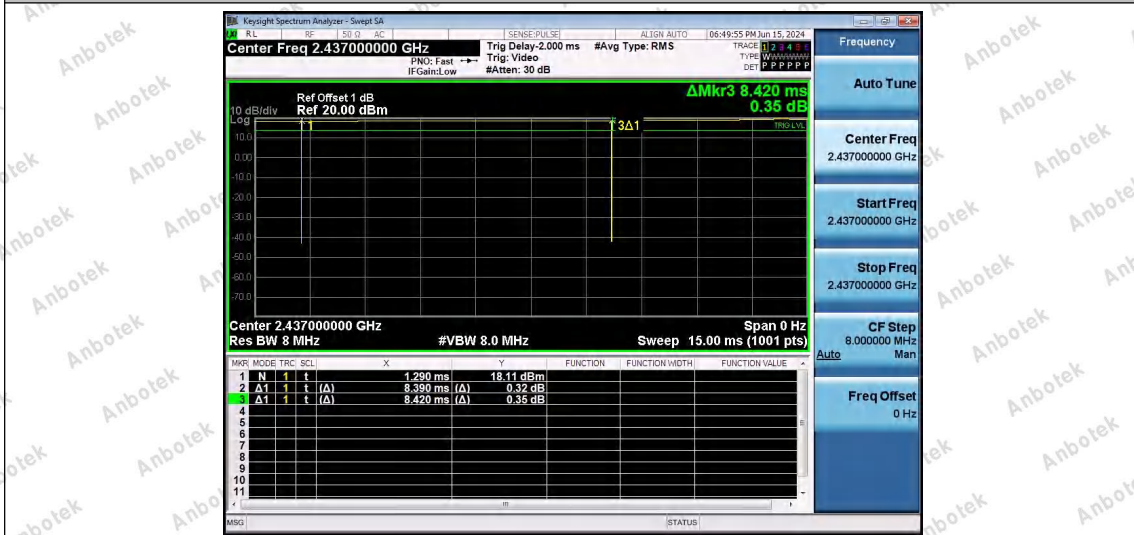 Keysight Spectrum Analyzer - Swept SA
RL RF 50 Ω AC SENSE:PULSE ALIGN AUTO 06:49:55 PM Jun 15, 2024
Center Freq 2.437000000 GHz
PNO: Fast
IFGain:Low
Trig Delay-2.000 ms
Trig: Video
#Atten: 30 dB
#Avg Type: RMS
TRACE 1 2 3 4 5 6
TYPE WWWWWW
DET P P P P P P
ΔMkr3 8.420 ms
0.35 dB
Ref Offset 1 dB
10 dB/div Ref 20.00 dBm
Log
1
3Δ1
TRIG LVL
10.0
0.00
-10.0
-20.0
-30.0
-40.0
-50.0
-60.0
-70.0
Center 2.437000000 GHz Span 0 Hz
Res BW 8 MHz #VBW 8.0 MHz Sweep 15.00 ms (1001 pts)
MKR MODE TRC SCL X Y FUNCTION FUNCTION WIDTH FUNCTION VALUE
1 N 1 t 1.290 ms 18.11 dBm
2 Δ1 1 t (Δ) 8.390 ms (Δ) 0.32 dB
3 Δ1 1 t (Δ) 8.420 ms (Δ) 0.35 dB
4
5
6
7
8
9
10
11
MSG STATUS
Frequency
Auto Tune
Center Freq
2.437000000 GHz
Start Freq
2.437000000 GHz
Stop Freq
2.437000000 GHz
CF Step
8.000000 MHz
Auto Man
Freq Offset
0 Hz
Anbotek